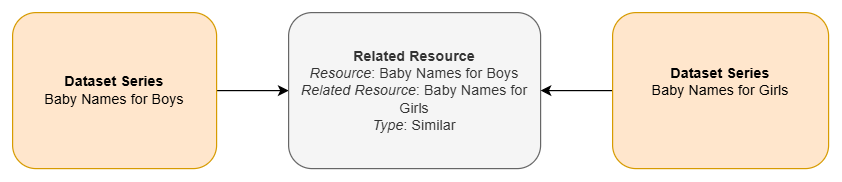 Dataset Series
Baby Names for Boys
Related Resource
Resource: Baby Names for Boys
Related Resource: Baby Names for
Girls
Type: Similar
Dataset Series
Baby Names for Girls